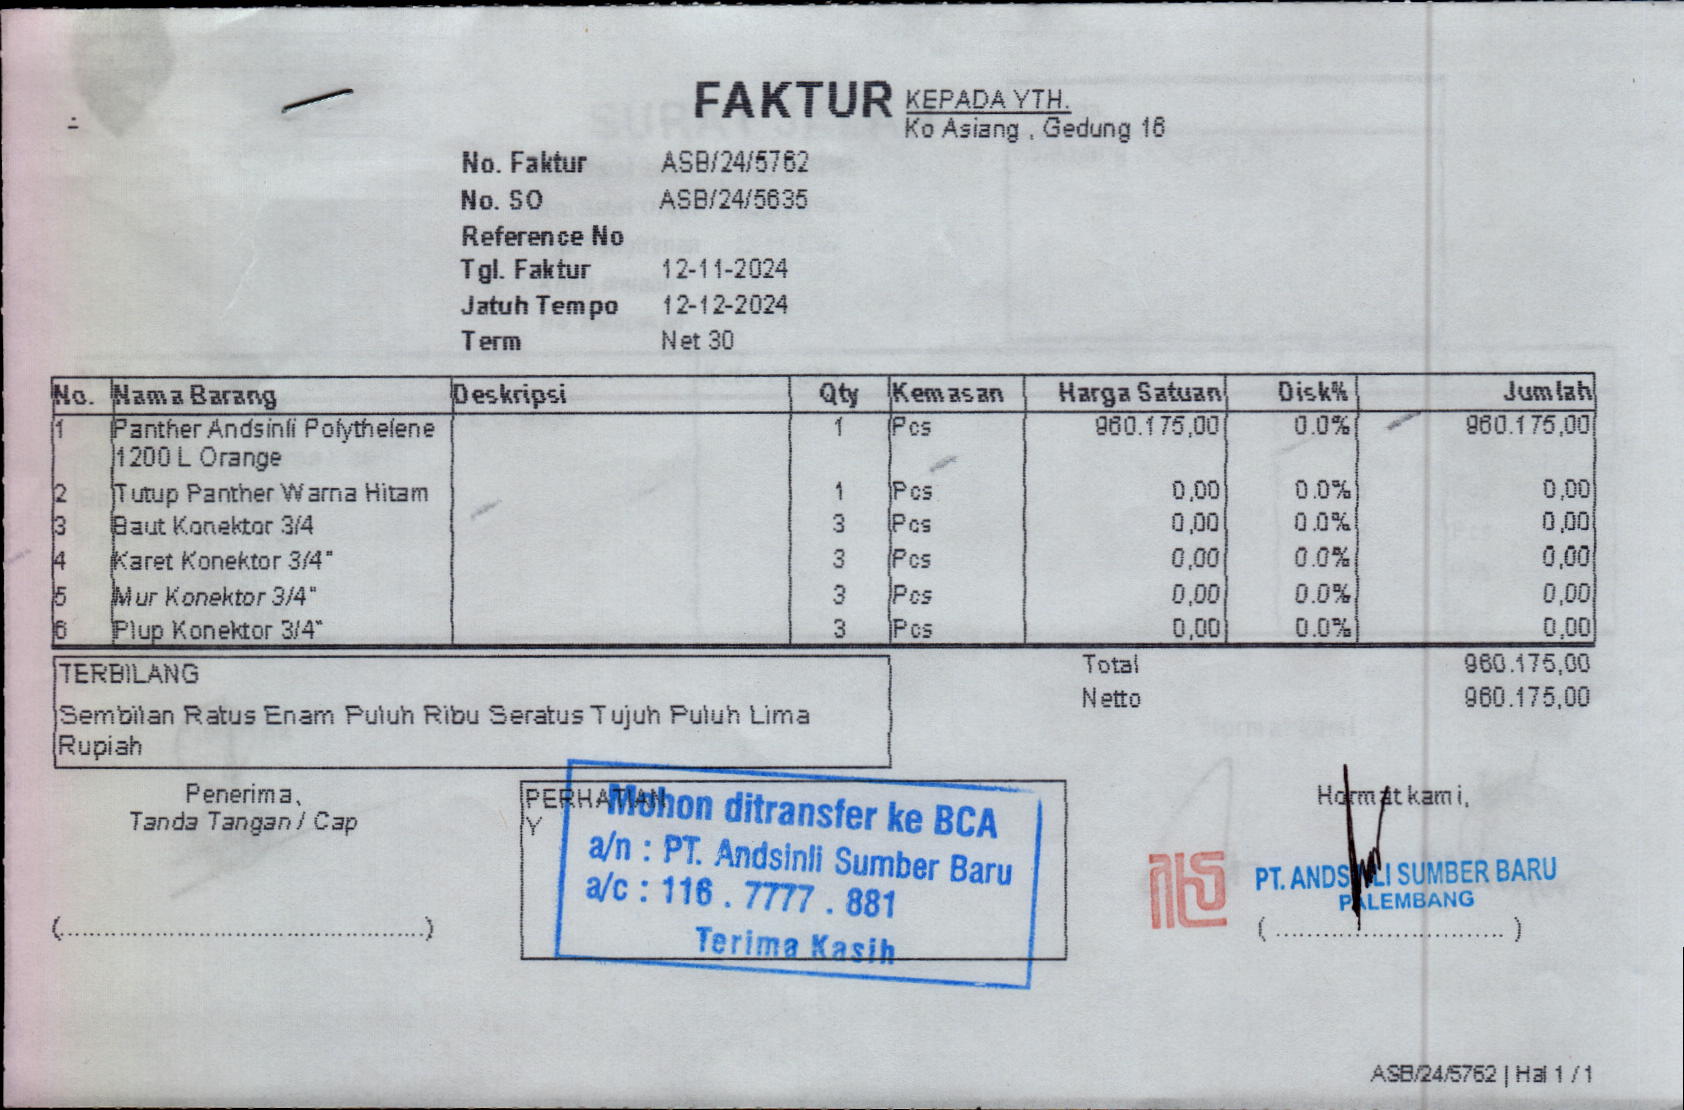 FAKTUR
KEPADA YTH.
Ko Asiang , Gedung 16
No. Faktur ASB/24/5762
No. SO ASB/24/5635
Reference No
Tgl. Faktur 12-11-2024
Jatuh Tempo 12-12-2024
Term Net 30
No. Nama Barang Deskripsi Qty Kemasan Harga Satuan Disk% Jumlah
1 Panther Andsinli Polythelene 1 Pcs 960.175,00 0.0% 960.175,00
1200 L Orange
2 Tutup Panther Warna Hitam 1 Pcs 0,00 0.0% 0,00
3 Baut Konektor 3/4 3 Pcs 0,00 0.0% 0,00
4 Karet Konektor 3/4" 3 Pcs 0,00 0.0% 0,00
5 Mur Konektor 3/4" 3 Pcs 0,00 0.0% 0,00
6 Plup Konektor 3/4" 3 Pcs 0,00 0.0% 0,00
TERBILANG
Sembilan Ratus Enam Puluh Ribu Seratus Tujuh Puluh Lima
Rupiah
Total 960.175,00
Netto 960.175,00
Penerima,
Tanda Tangan / Cap
(..........................................)
PERHATIAN
Y
Mohon ditransfer ke BCA
a/n : PT. Andsinli Sumber Baru
a/c : 116 . 7777 . 881
Terima Kasih
Hormat kami,
PT. ANDSINLI SUMBER BARU
PALEMBANG
( ............................ )
ASB/24/5762 | Hal 1 / 1